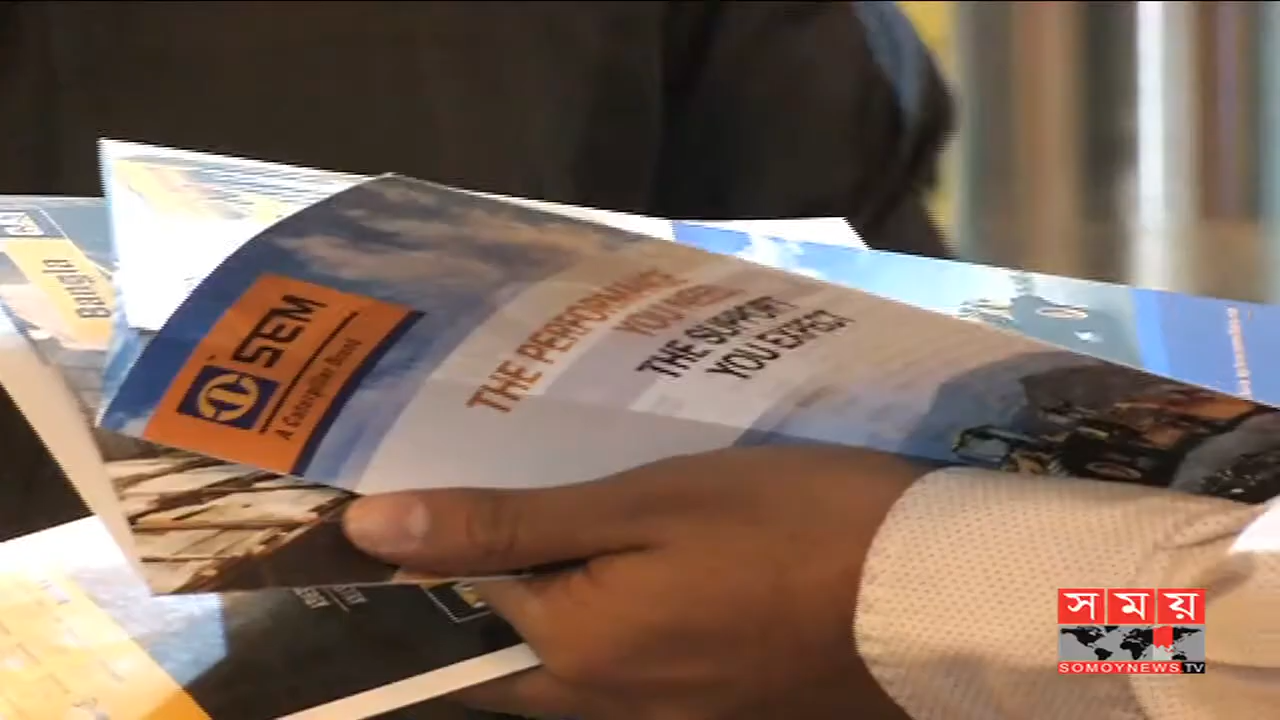 Bangla
SEM
A Caterpillar Brand
THE PERFORMANCE
YOU NEED
THE SUPPORT
YOU EXPECT
সময়
SOMOYNEWS.TV